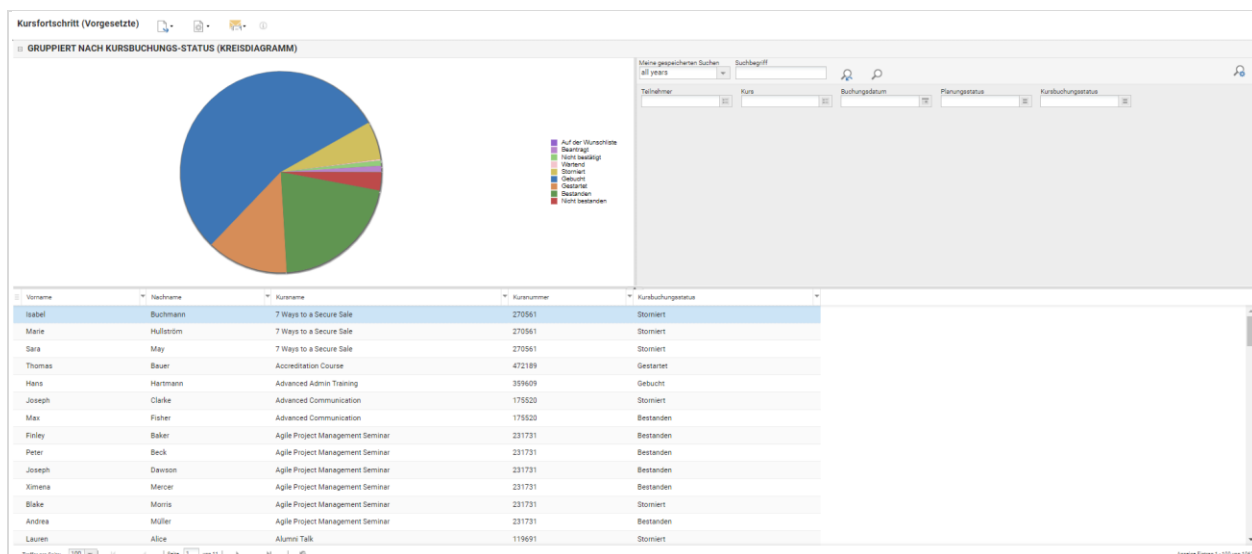 Kursfortschritt (Vorgesetzte)
GRUPPIERT NACH KURSBUCHUNGS-STATUS (KREISDIAGRAMM)
Meine gespeicherten Suchen Suchbegriff
all years
Teilnehmer Kurs Buchungsdatum Planungsstatus Kursbuchungsstatus
Auf der Wunschliste
Beantragt
Nicht bestätigt
Wartend
Storniert
Gebucht
Gestartet
Bestanden
Nicht bestanden
Vorname Nachname Kursname Kursnummer Kursbuchungsstatus
Isabel Buchmann 7 Ways to a Secure Sale 270561 Storniert
Marie Hullström 7 Ways to a Secure Sale 270561 Storniert
Sara May 7 Ways to a Secure Sale 270561 Storniert
Thomas Bauer Accreditation Course 472189 Gestartet
Hans Hartmann Advanced Admin Training 359609 Gebucht
Joseph Clarke Advanced Communication 175520 Storniert
Max Fisher Advanced Communication 175520 Bestanden
Finley Baker Agile Project Management Seminar 231731 Bestanden
Peter Beck Agile Project Management Seminar 231731 Bestanden
Joseph Dawson Agile Project Management Seminar 231731 Bestanden
Ximena Mercer Agile Project Management Seminar 231731 Bestanden
Blake Morris Agile Project Management Seminar 231731 Storniert
Andrea Müller Agile Project Management Seminar 231731 Bestanden
Lauren Alice Alumni Talk 119691 Storniert